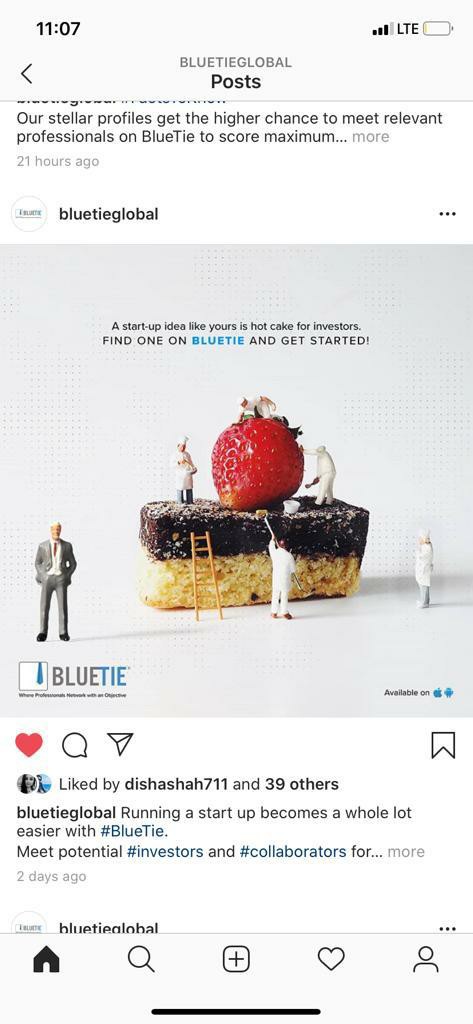 11:07
LTE
BLUETIEGLOBAL
Posts
Our stellar profiles get the higher chance to meet relevant
professionals on BlueTie to score maximum... more
21 hours ago
BLUETIE
bluetieglobal
A start-up idea like yours is hot cake for investors.
FIND ONE ON BLUETIE AND GET STARTED!
BLUETIE
Where Professionals Network with an Objective
Available on
Liked by dishashah711 and 39 others
bluetieglobal Running a start up becomes a whole lot
easier with #BlueTie.
Meet potential #investors and #collaborators for... more
2 days ago
BLUETIE
bluetieglobal